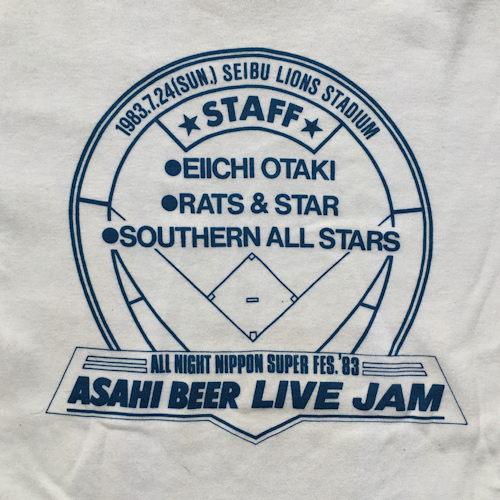 1983.7.24(SUN.) SEIBU LIONS STADIUM
★STAFF★
●EIICHI OTAKI
●RATS & STAR
●SOUTHERN ALL STARS
ALL NIGHT NIPPON SUPER FES.'83
ASAHI BEER LIVE JAM